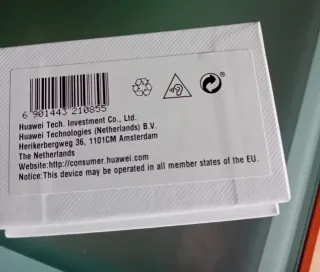 6 901443 210855
Huawei Tech. Investment Co., Ltd.
Huawei Technologies (Netherlands) B.V.
Herikerbergweg 36, 1101CM Amsterdam
The Netherlands
Website:http://consumer.huawei.com
Notice:This device may be operated in all member states of the EU.